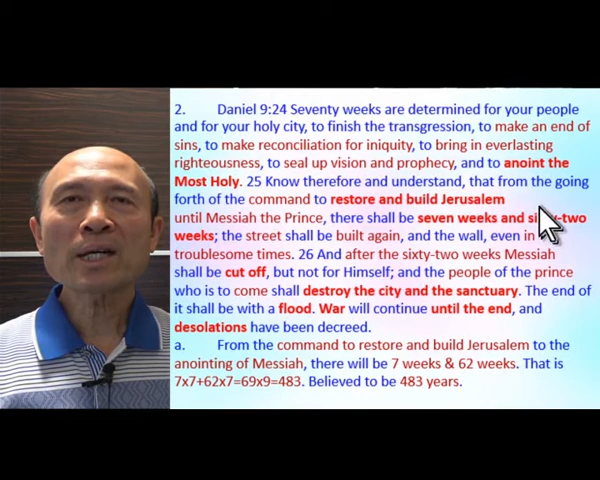 2. Daniel 9:24 Seventy weeks are determined for your people
and for your holy city, to finish the transgression, to make an end of
sins, to make reconciliation for iniquity, to bring in everlasting
righteousness, to seal up vision and prophecy, and to anoint the
Most Holy. 25 Know therefore and understand, that from the going
forth of the command to restore and build Jerusalem
until Messiah the Prince, there shall be seven weeks and sixty-two
weeks; the street shall be built again, and the wall, even in
troublesome times. 26 And after the sixty-two weeks Messiah
shall be cut off, but not for Himself; and the people of the prince
who is to come shall destroy the city and the sanctuary. The end of
it shall be with a flood. War will continue until the end, and
desolations have been decreed.
a. From the command to restore and build Jerusalem to the
anointing of Messiah, there will be 7 weeks & 62 weeks. That is
7x7+62x7=69x9=483. Believed to be 483 years.